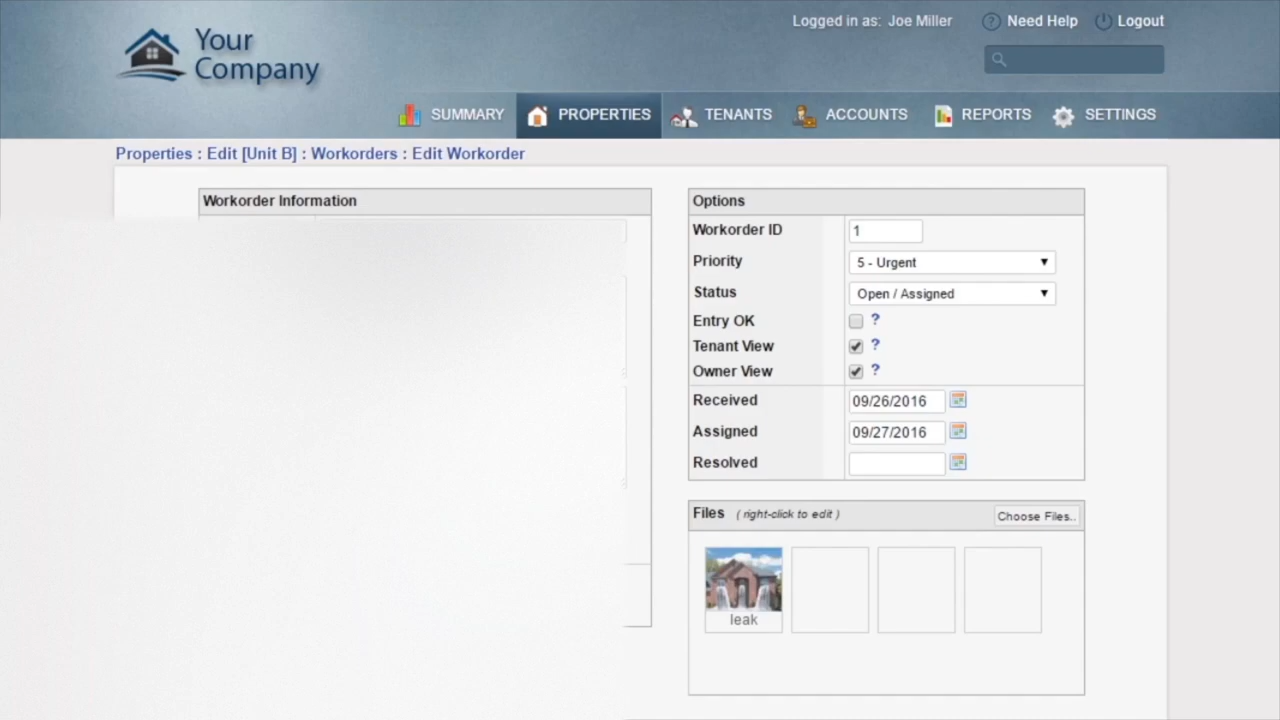 Logged in as: Joe Miller
Need Help
Logout
Your
Company
SUMMARY
PROPERTIES
TENANTS
ACCOUNTS
REPORTS
SETTINGS
Properties : Edit [Unit B] : Workorders : Edit Workorder
Workorder Information
Options
Workorder ID 1
Priority 5 - Urgent
Status Open / Assigned
Entry OK ?
Tenant View ?
Owner View ?
Received 09/26/2016
Assigned 09/27/2016
Resolved
Files ( right-click to edit ) Choose Files..
leak